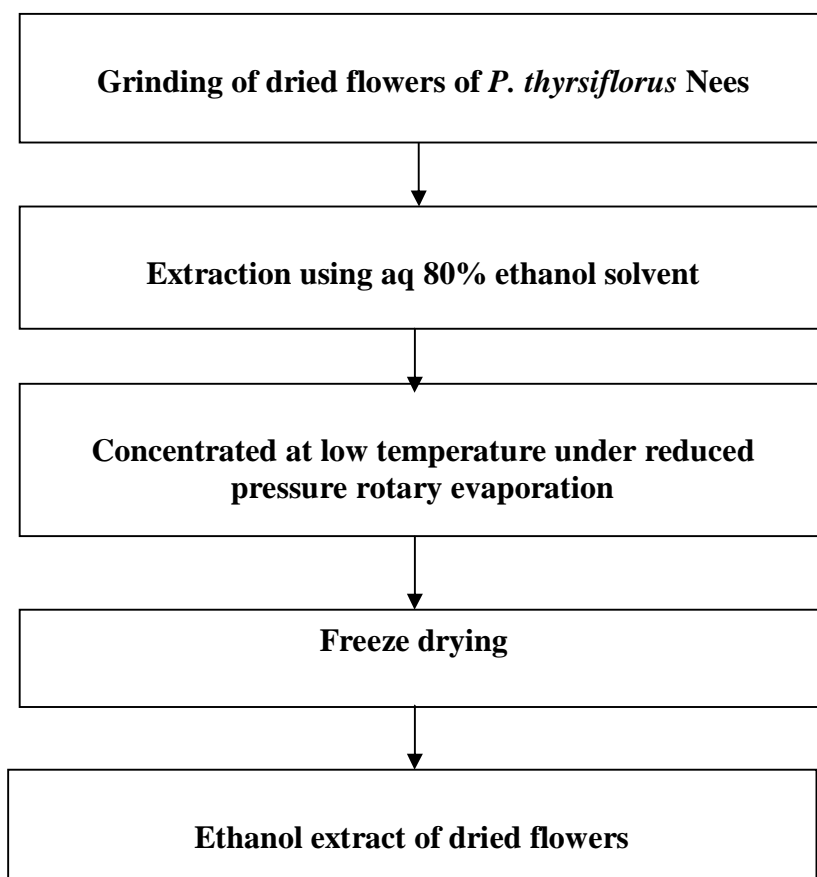 Grinding of dried flowers of P. thyrsiflorus Nees
Extraction using aq 80% ethanol solvent
Concentrated at low temperature under reduced
pressure rotary evaporation
Freeze drying
Ethanol extract of dried flowers